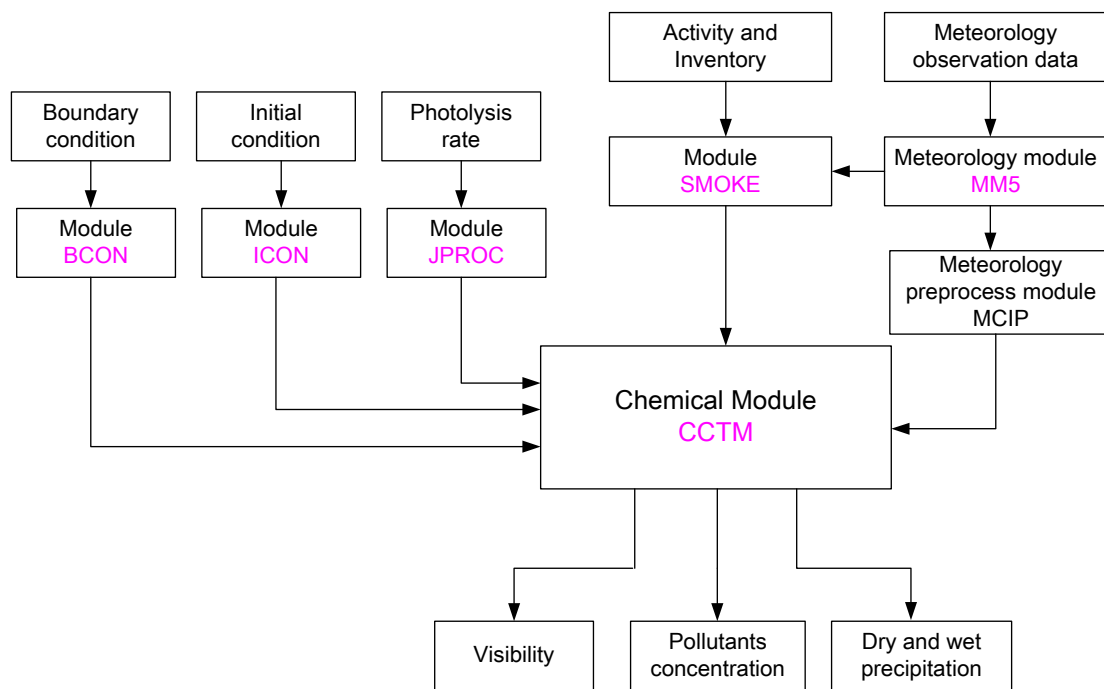 Activity and
Inventory
Meteorology
observation data
Boundary
condition
Initial
condition
Photolysis
rate
Module
SMOKE
Meteorology module
MM5
Module
BCON
Module
ICON
Module
JPROC
Meteorology
preprocess module
MCIP
Chemical Module
CCTM
Visibility
Pollutants
concentration
Dry and wet
precipitation